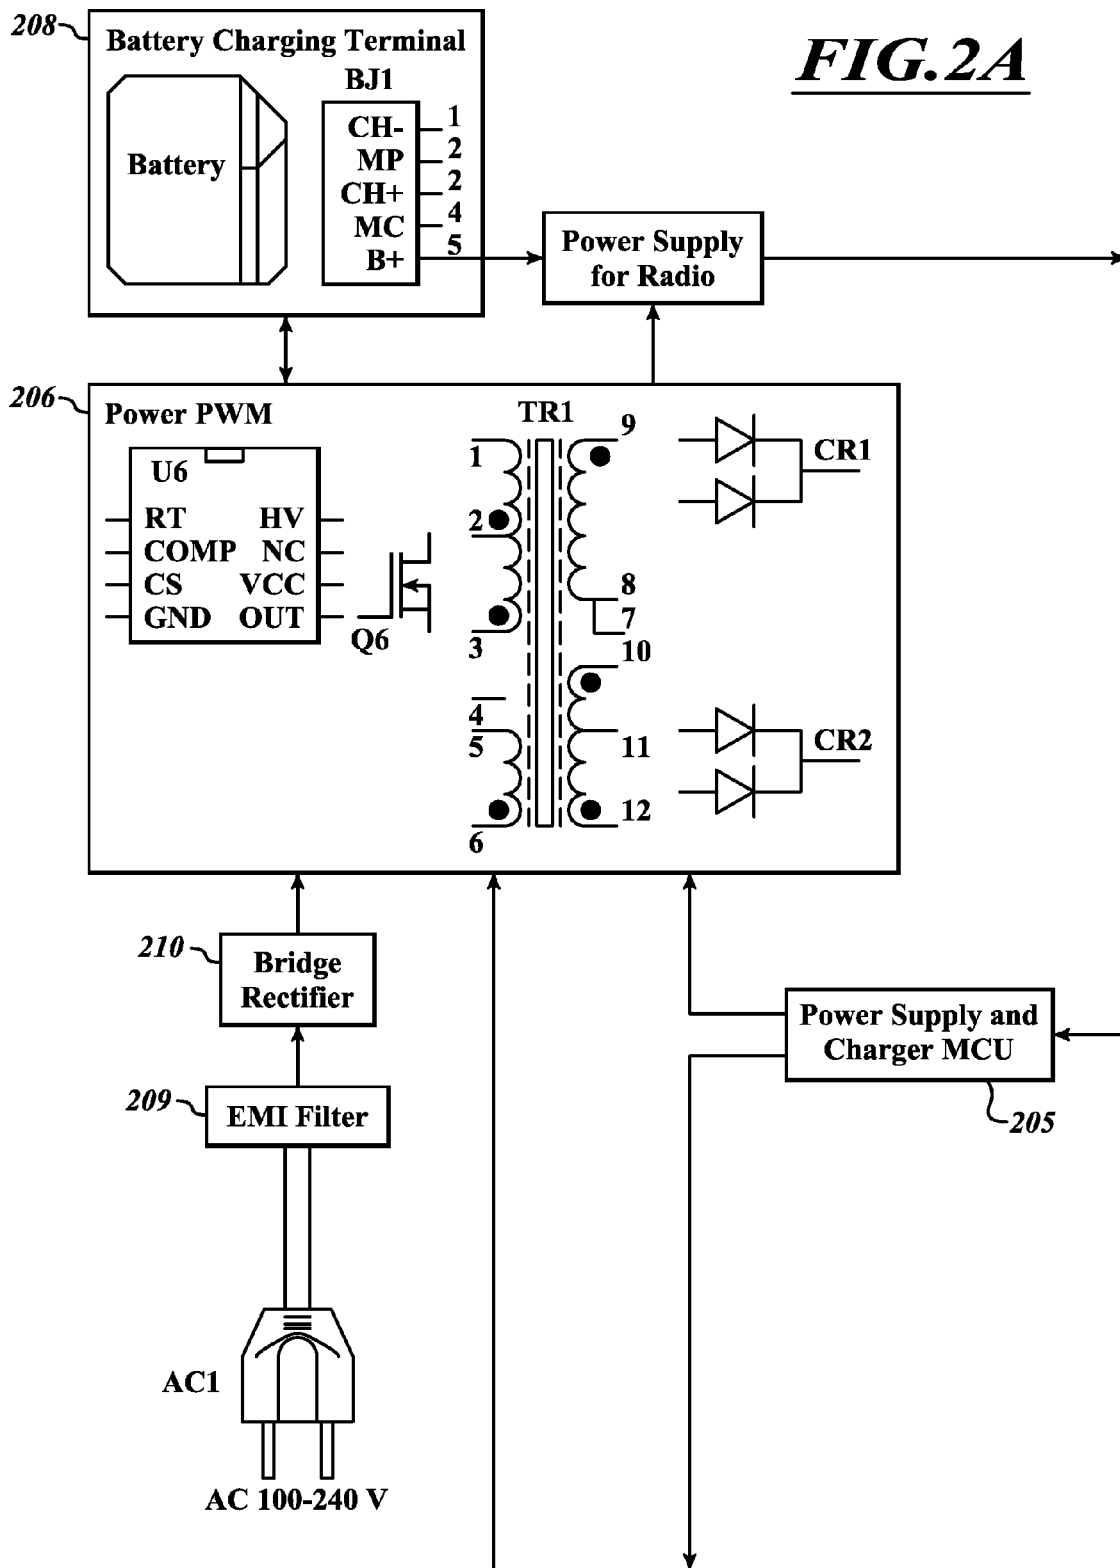 208
Battery Charging Terminal
FIG.2A
BJ1
Battery
CH- 1
MP 2
CH+ 2
MC 4
B+ 5
Power Supply
for Radio
206
Power PWM
TR1
U6
RT HV
COMP NC
CS VCC
GND OUT
Q6
1
2
3
4
5
6
9
8
7
10
11
12
CR1
CR2
210
Bridge
Rectifier
Power Supply and
Charger MCU
205
209
EMI Filter
AC1
AC 100-240 V